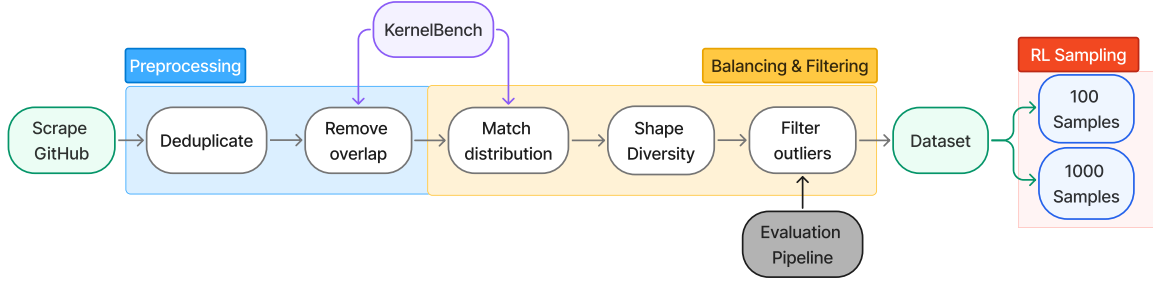 KernelBench
Preprocessing
Balancing & Filtering
RL Sampling
Scrape
GitHub
Deduplicate
Remove
overlap
Match
distribution
Shape
Diversity
Filter
outliers
Dataset
100
Samples
1000
Samples
Evaluation
Pipeline